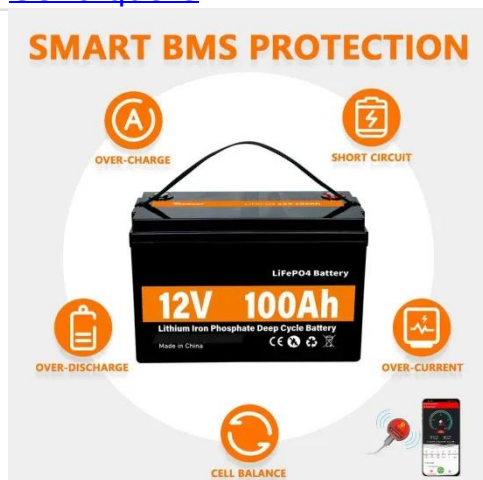 SMART BMS PROTECTION
OVER-CHARGE
SHORT CIRCUIT
LiFePO4 Battery
12V 100Ah
Lithium Iron Phosphate Deep Cycle Battery
Made in China
CE
OVER-DISCHARGE
OVER-CURRENT
CELL BALANCE